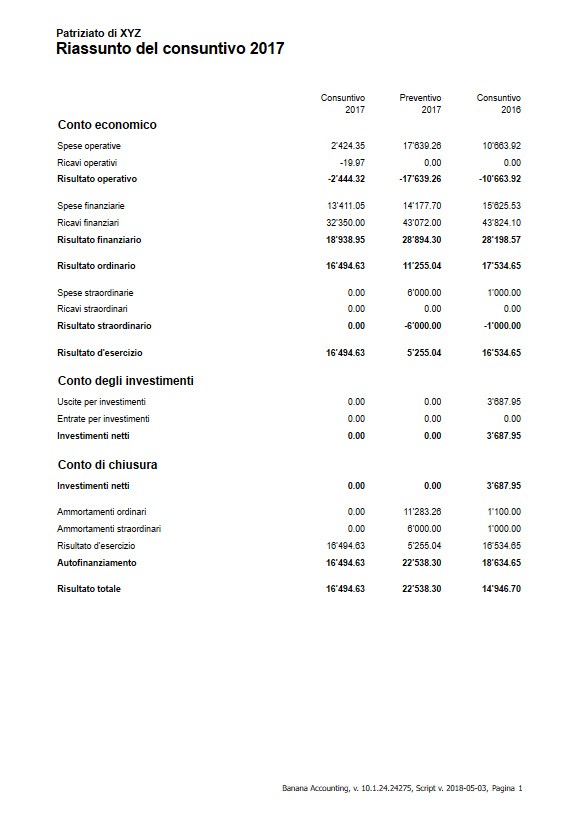 Patriziato di XYZ
Riassunto del consuntivo 2017
Consuntivo Preventivo Consuntivo
2017 2017 2016
Conto economico
Spese operative 2'424.35 17'639.26 10'663.92
Ricavi operativi -19.97 0.00 0.00
Risultato operativo -2'444.32 -17'639.26 -10'663.92
Spese finanziarie 13'411.05 14'177.70 15'625.53
Ricavi finanziari 32'350.00 43'072.00 43'824.10
Risultato finanziario 18'938.95 28'894.30 28'198.57
Risultato ordinario 16'494.63 11'255.04 17'534.65
Spese straordinarie 0.00 6'000.00 1'000.00
Ricavi straordinari 0.00 0.00 0.00
Risultato straordinario 0.00 -6'000.00 -1'000.00
Risultato d'esercizio 16'494.63 5'255.04 16'534.65
Conto degli investimenti
Uscite per investimenti 0.00 0.00 3'687.95
Entrate per investimenti 0.00 0.00 0.00
Investimenti netti 0.00 0.00 3'687.95
Conto di chiusura
Investimenti netti 0.00 0.00 3'687.95
Ammortamenti ordinari 0.00 11'283.26 1'100.00
Ammortamenti straordinari 0.00 6'000.00 1'000.00
Risultato d'esercizio 16'494.63 5'255.04 16'534.65
Autofinanziamento 16'494.63 22'538.30 18'634.65
Risultato totale 16'494.63 22'538.30 14'946.70
Banana Accounting, v. 10.1.24.24275, Script v. 2018-05-03, Pagina 1